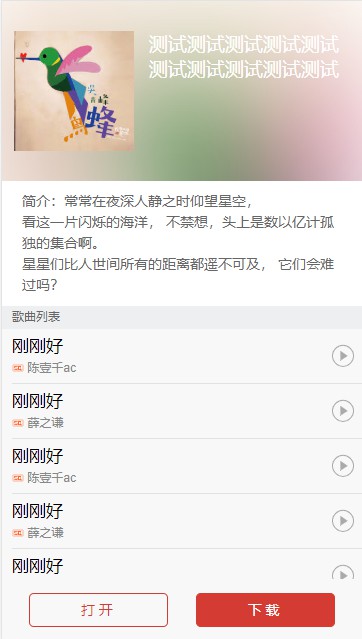 测试测试测试测试测试测试
测试测试测试测试测试测试
简介：常常在夜深人静之时仰望星空，
看这一片闪烁的海洋， 不禁想，头上是数以亿计孤
独的集合啊。
星星们比人世间所有的距离都遥不可及， 它们会难
过吗？
歌曲列表
刚刚好
陈壹千ac
刚刚好
薛之谦
刚刚好
陈壹千ac
刚刚好
薛之谦
刚刚好
打 开
下 载